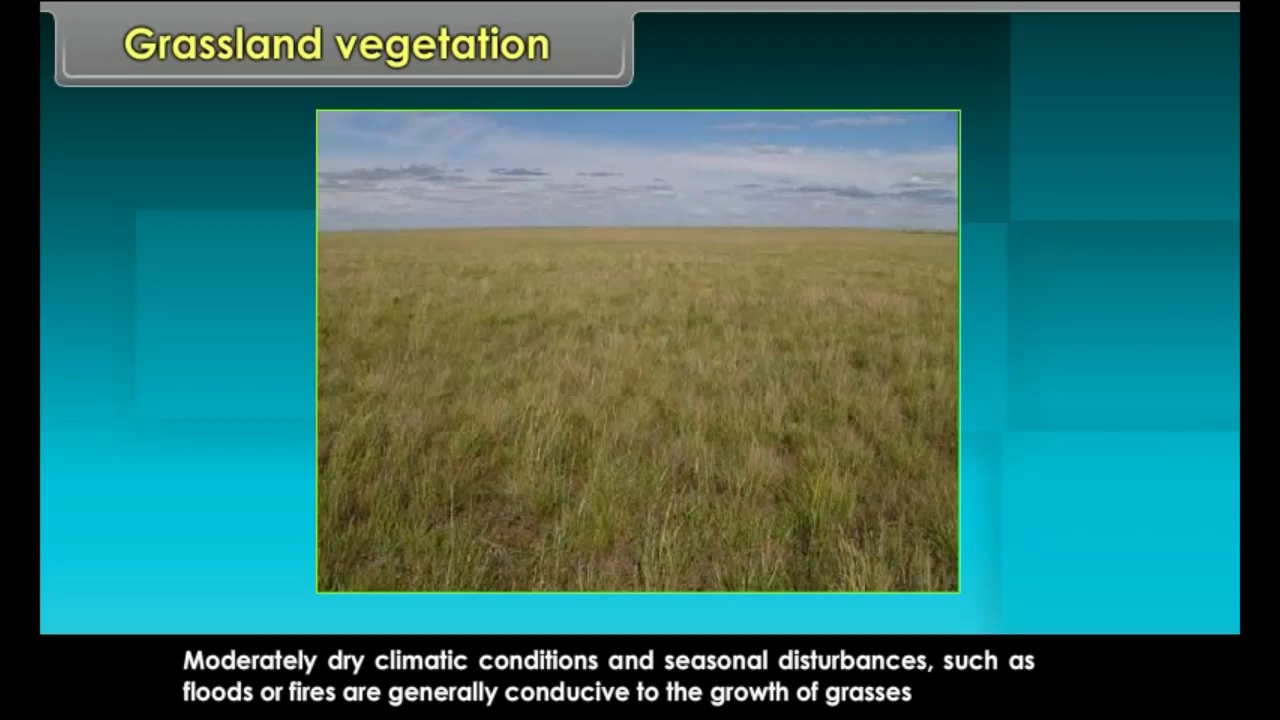 Grassland vegetation
Moderately dry climatic conditions and seasonal disturbances, such as
floods or fires are generally conducive to the growth of grasses